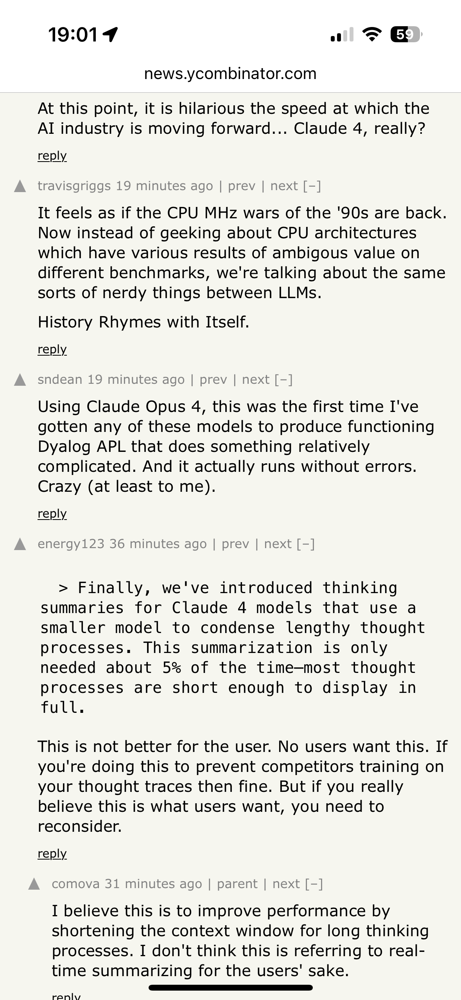 19:01
59
news.ycombinator.com
At this point, it is hilarious the speed at which the
AI industry is moving forward... Claude 4, really?
reply
travisgriggs 19 minutes ago | prev | next [–]
It feels as if the CPU MHz wars of the '90s are back.
Now instead of geeking about CPU architectures
which have various results of ambigous value on
different benchmarks, we're talking about the same
sorts of nerdy things between LLMs.
History Rhymes with Itself.
reply
sndean 19 minutes ago | prev | next [–]
Using Claude Opus 4, this was the first time I've
gotten any of these models to produce functioning
Dyalog APL that does something relatively
complicated. And it actually runs without errors.
Crazy (at least to me).
reply
energy123 36 minutes ago | prev | next [–]
> Finally, we've introduced thinking
summaries for Claude 4 models that use a
smaller model to condense lengthy thought
processes. This summarization is only
needed about 5% of the time—most thought
processes are short enough to display in
full.
This is not better for the user. No users want this. If
you're doing this to prevent competitors training on
your thought traces then fine. But if you really
believe this is what users want, you need to
reconsider.
reply
comova 31 minutes ago | parent | next [–]
I believe this is to improve performance by
shortening the context window for long thinking
processes. I don't think this is referring to real-
time summarizing for the users' sake.
reply